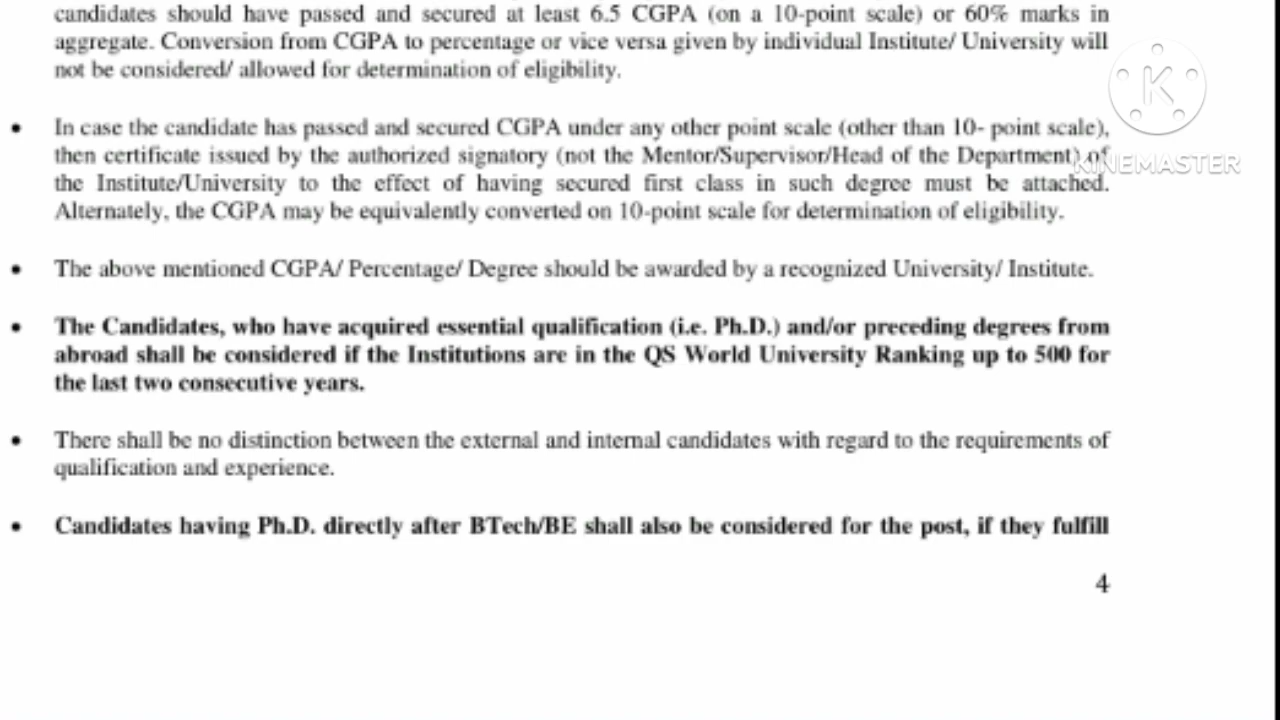 candidates should have passed and secured at least 6.5 CGPA (on a 10-point scale) or 60% marks in
aggregate. Conversion from CGPA to percentage or vice versa given by individual Institute/ University will
not be considered/ allowed for determination of eligibility.
• In case the candidate has passed and secured CGPA under any other point scale (other than 10- point scale),
then certificate issued by the authorized signatory (not the Mentor/Supervisor/Head of the Department) of
the Institute/University to the effect of having secured first class in such degree must be attached.
Alternately, the CGPA may be equivalently converted on 10-point scale for determination of eligibility.
• The above mentioned CGPA/ Percentage/ Degree should be awarded by a recognized University/ Institute.
• The Candidates, who have acquired essential qualification (i.e. Ph.D.) and/or preceding degrees from
abroad shall be considered if the Institutions are in the QS World University Ranking up to 500 for
the last two consecutive years.
• There shall be no distinction between the external and internal candidates with regard to the requirements of
qualification and experience.
• Candidates having Ph.D. directly after BTech/BE shall also be considered for the post, if they fulfill
4
K
KINEMASTER